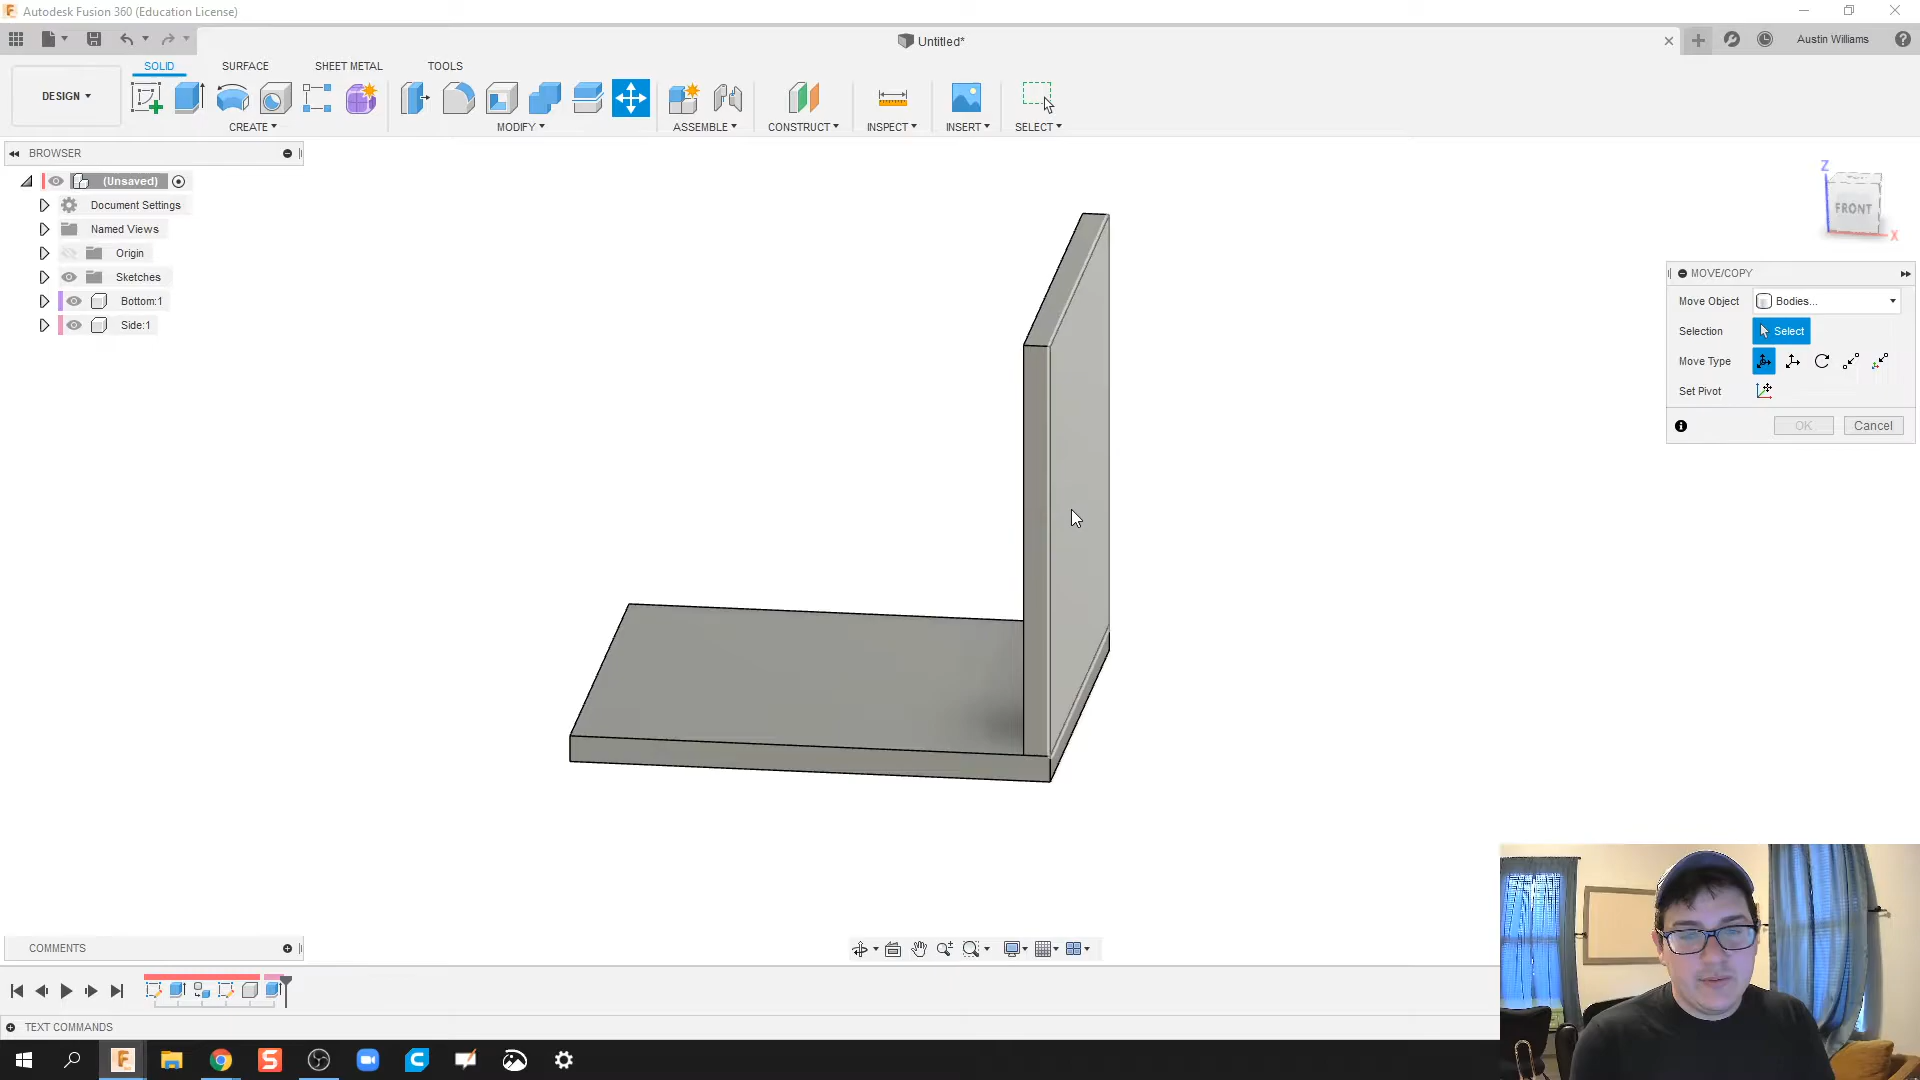 Autodesk Fusion 360 (Education License)
Untitled*
Austin Williams
DESIGN
SOLID
SURFACE
SHEET METAL
TOOLS
CREATE
MODIFY
ASSEMBLE
CONSTRUCT
INSPECT
INSERT
SELECT
BROWSER
(Unsaved)
Document Settings
Named Views
Origin
Sketches
Bottom:1
Side:1
Z
FRONT
X
MOVE/COPY
Move Object
Bodies...
Selection
Select
Move Type
Set Pivot
OK
Cancel
COMMENTS
TEXT COMMANDS